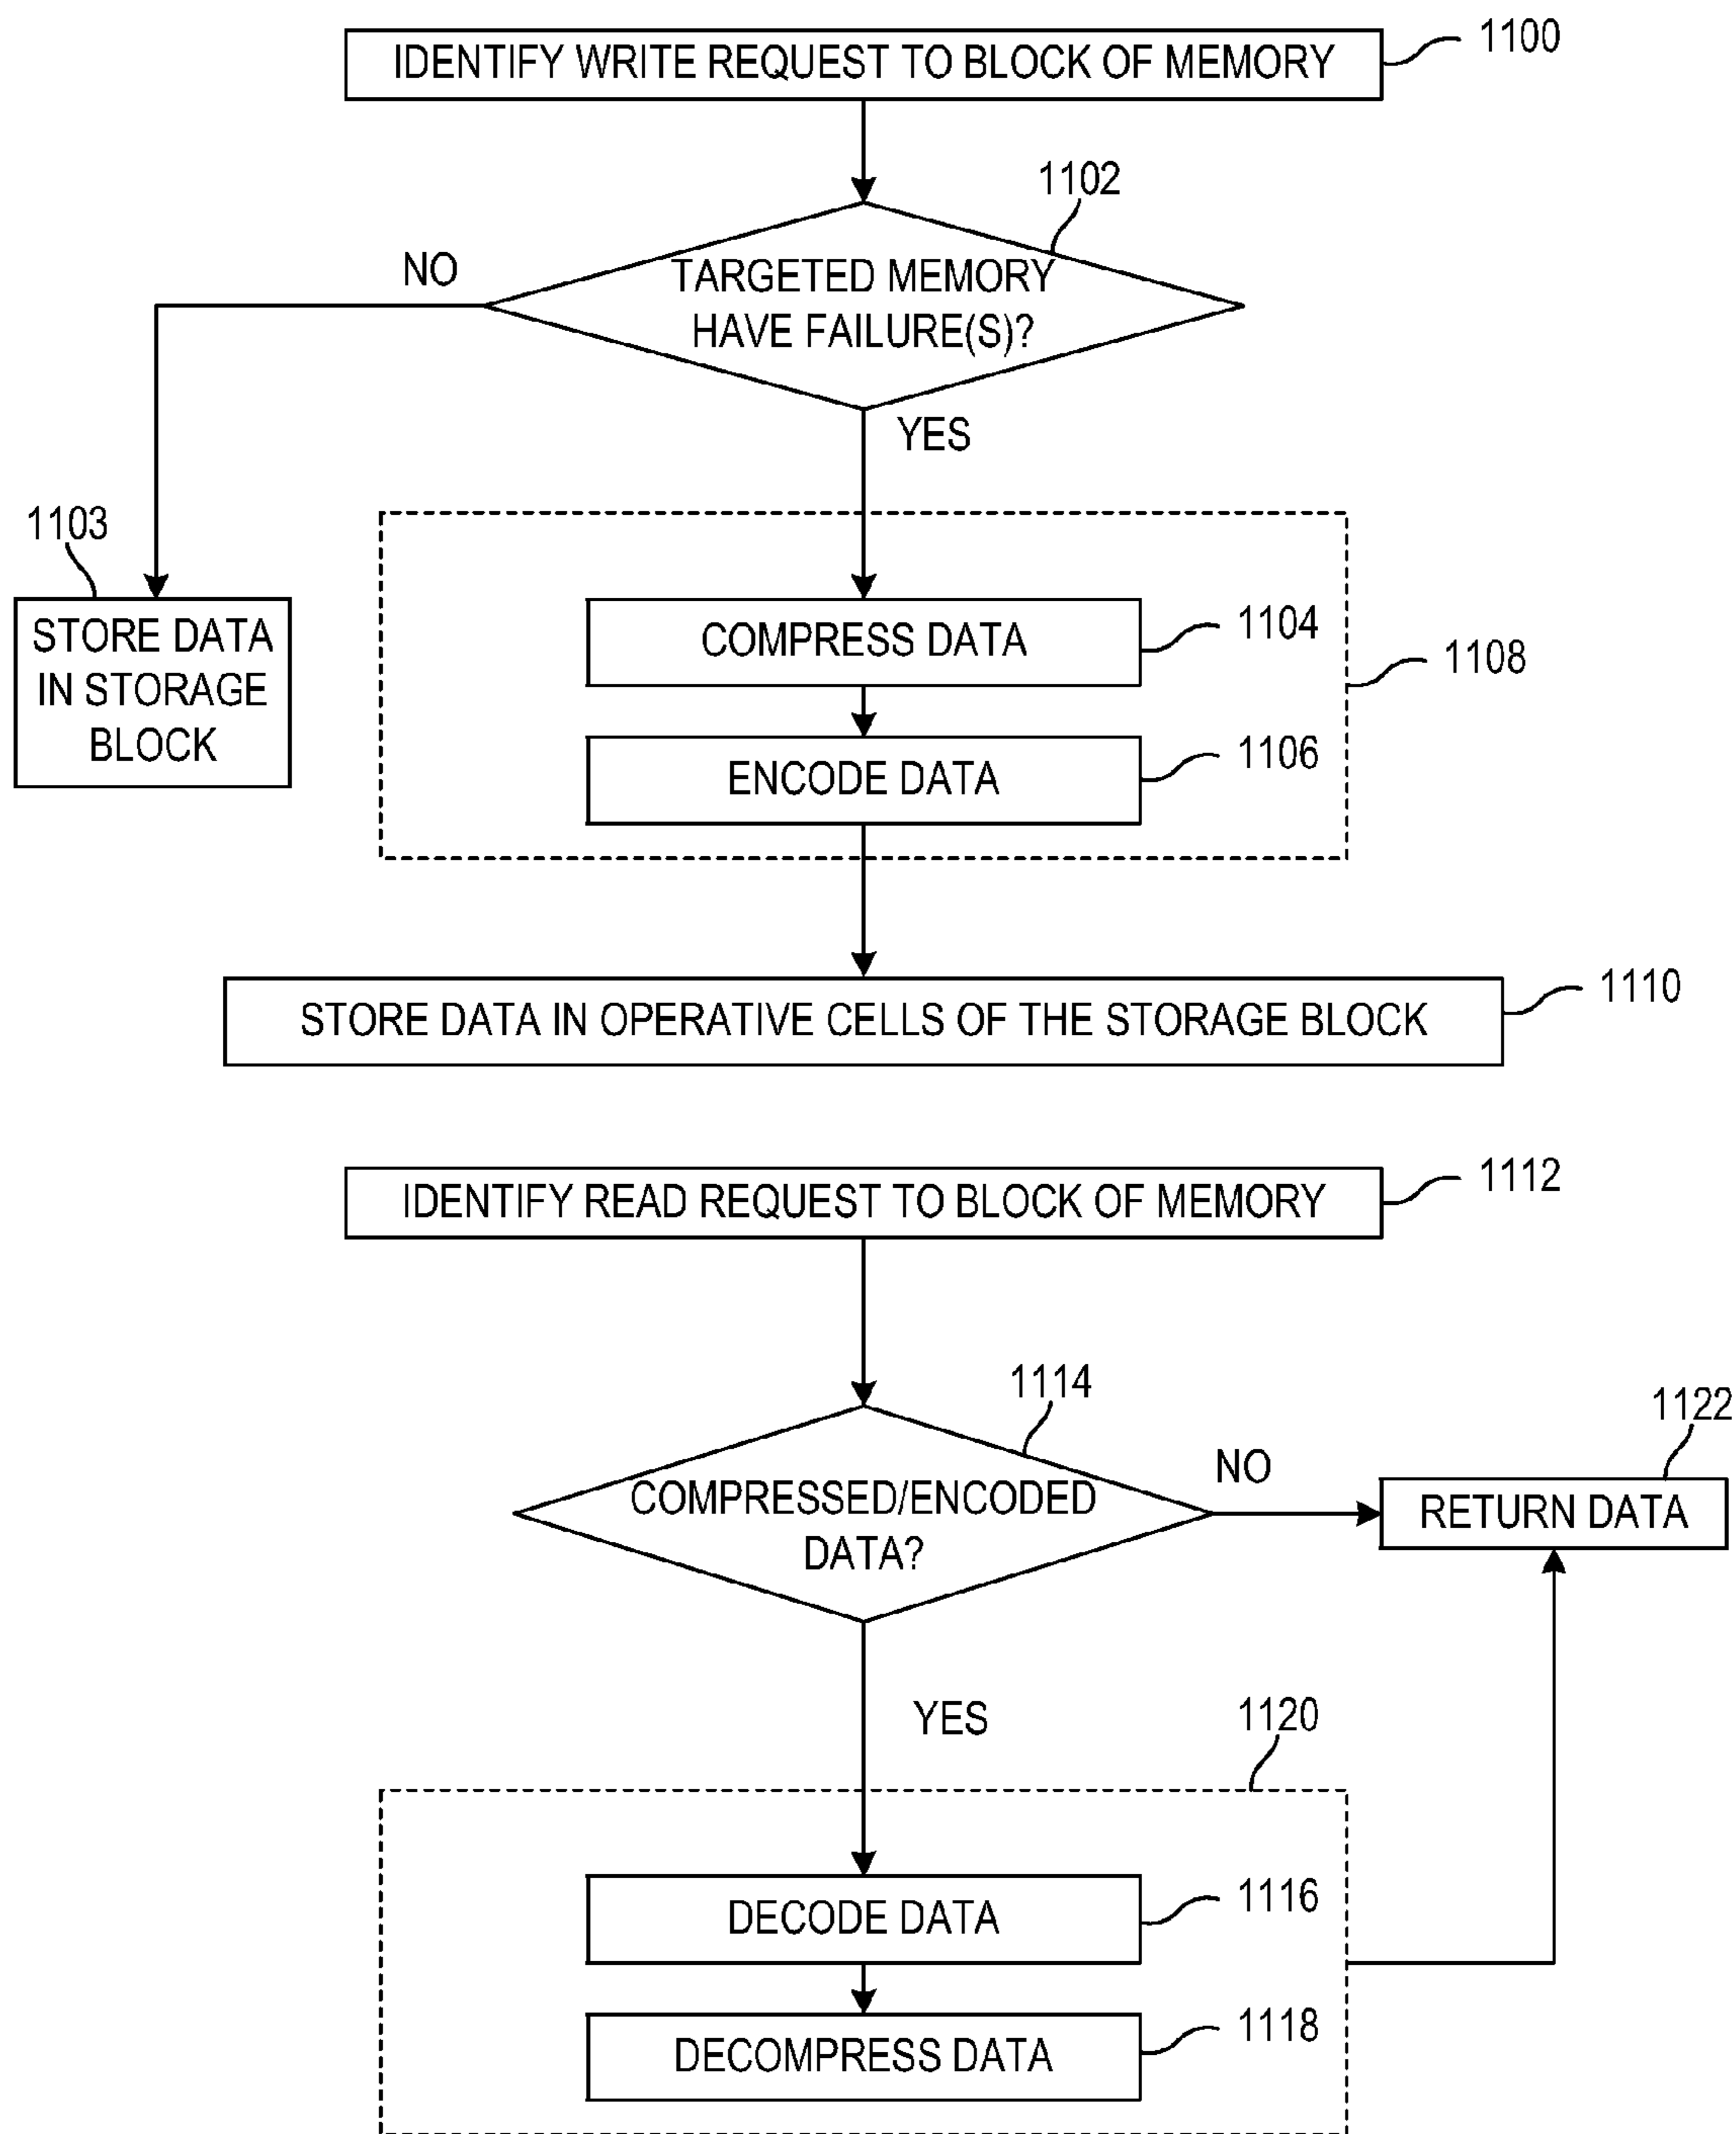 IDENTIFY WRITE REQUEST TO BLOCK OF MEMORY
1100
1102
TARGETED MEMORY
HAVE FAILURE(S)?
NO
YES
1103
STORE DATA
IN STORAGE
BLOCK
COMPRESS DATA
1104
1108
ENCODE DATA
1106
STORE DATA IN OPERATIVE CELLS OF THE STORAGE BLOCK
1110
IDENTIFY READ REQUEST TO BLOCK OF MEMORY
1112
1114
COMPRESSED/ENCODED
DATA?
NO
1122
RETURN DATA
YES
1120
DECODE DATA
1116
DECOMPRESS DATA
1118